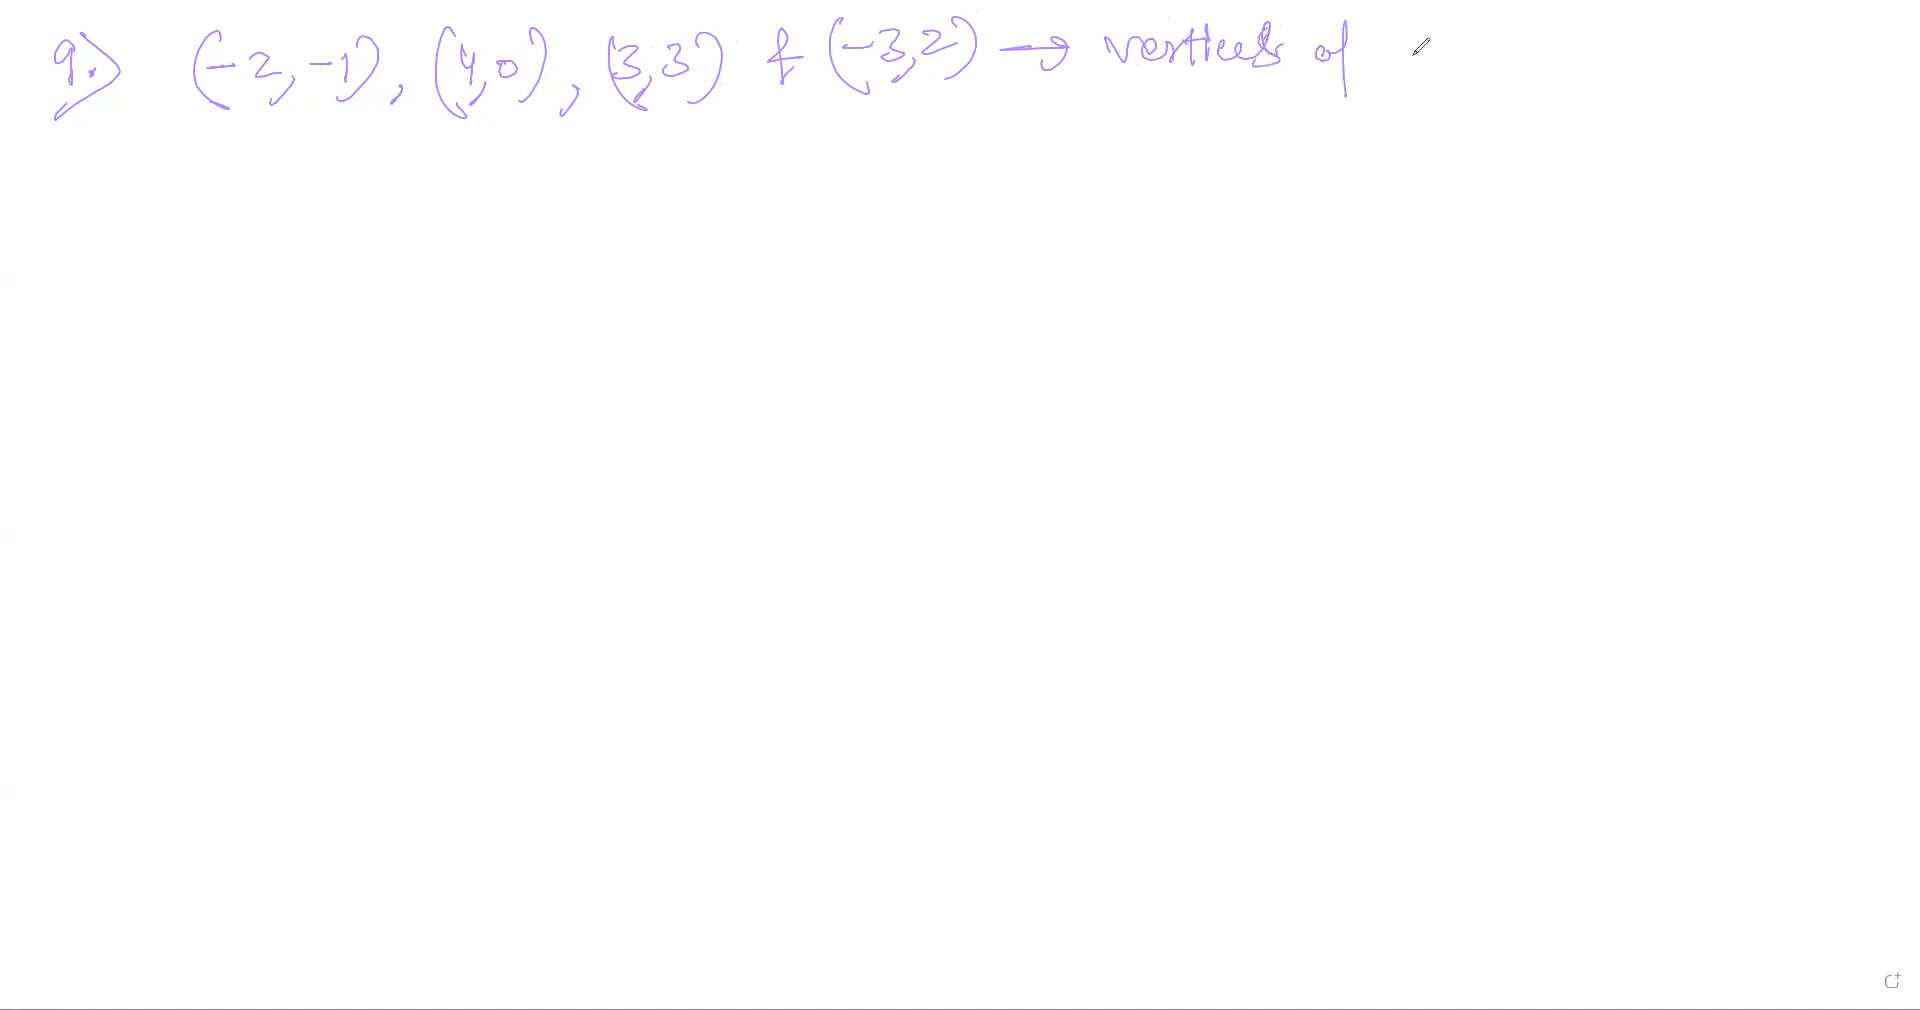 9.) (-2,-1), (4,0), (3,3) & (-3,2) → vertices of